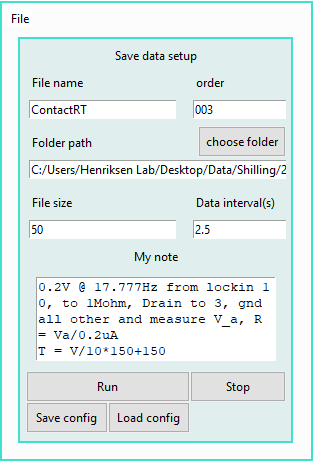 File
Save data setup
File name order
ContactRT 003
Folder path choose folder
C:/Users/Henriksen Lab/Desktop/Data/Shilling/2
File size Data interval(s)
50 2.5
My note
0.2V @ 17.777Hz from lockin 1
0, to 1Mohm, Drain to 3, gnd
all other and measure V_a, R
= Va/0.2uA
T = V/10*150+150
Run Stop
Save config Load config